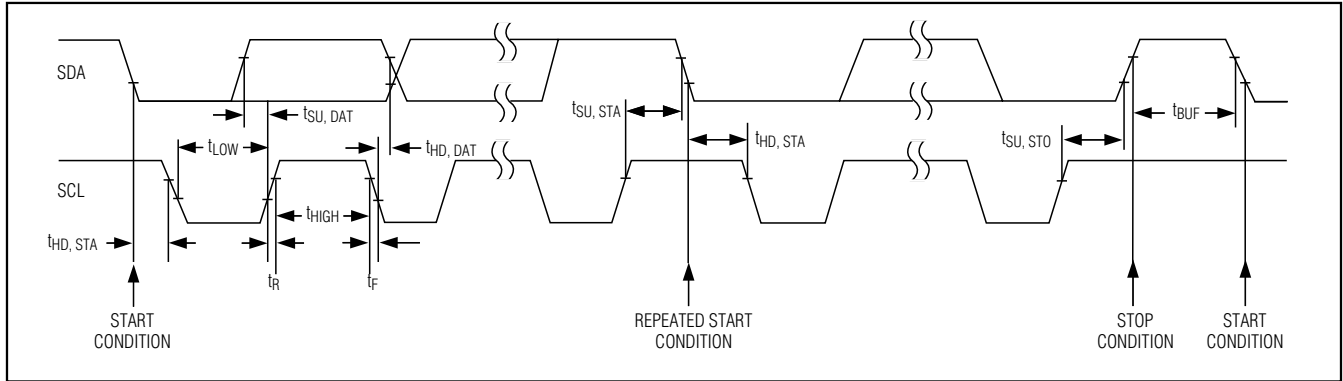 SDA
tSU, DAT
tSU, STA
tBUF
tLOW
tHD, DAT
tHD, STA
tSU, STO
SCL
tHIGH
tHD, STA
tR
tF
START
CONDITION
REPEATED START
CONDITION
STOP
CONDITION
START
CONDITION